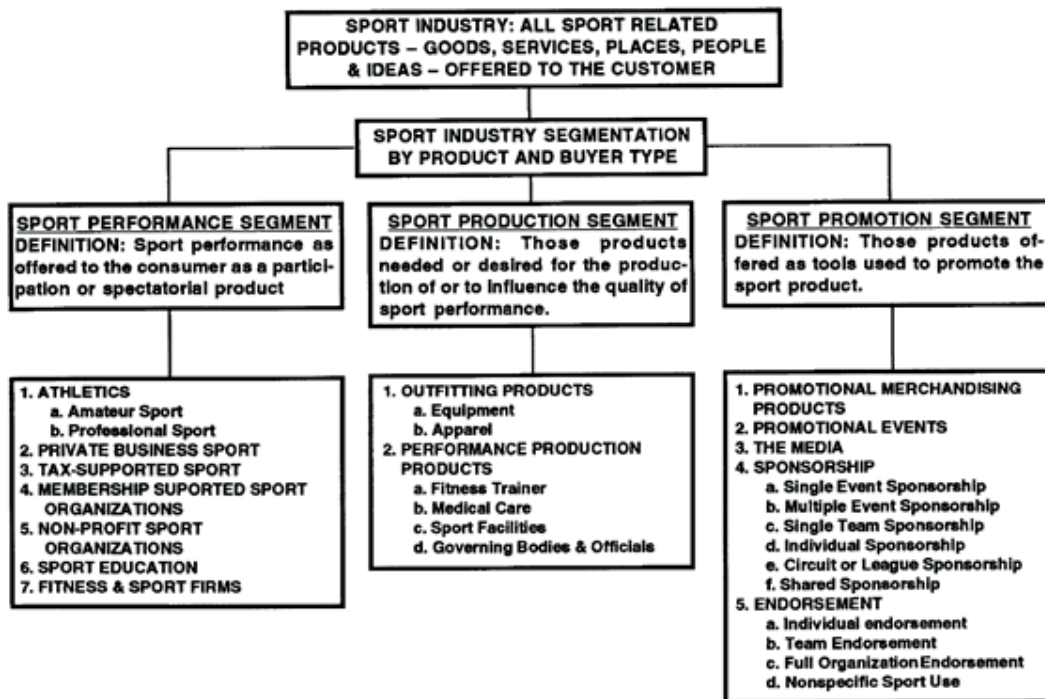 SPORT INDUSTRY: ALL SPORT RELATED
PRODUCTS – GOODS, SERVICES, PLACES, PEOPLE
& IDEAS – OFFERED TO THE CUSTOMER
SPORT INDUSTRY SEGMENTATION
BY PRODUCT AND BUYER TYPE
SPORT PERFORMANCE SEGMENT
DEFINITION: Sport performance as
offered to the consumer as a partici-
pation or spectatorial product
SPORT PRODUCTION SEGMENT
DEFINITION: Those products
needed or desired for the produc-
tion of or to influence the quality of
sport performance.
SPORT PROMOTION SEGMENT
DEFINITION: Those products of-
fered as tools used to promote the
sport product.
1. ATHLETICS
a. Amateur Sport
b. Professional Sport
2. PRIVATE BUSINESS SPORT
3. TAX-SUPPORTED SPORT
4. MEMBERSHIP SUPORTED SPORT
ORGANIZATIONS
5. NON-PROFIT SPORT
ORGANIZATIONS
6. SPORT EDUCATION
7. FITNESS & SPORT FIRMS
1. OUTFITTING PRODUCTS
a. Equipment
b. Apparel
2. PERFORMANCE PRODUCTION
PRODUCTS
a. Fitness Trainer
b. Medical Care
c. Sport Facilities
d. Governing Bodies & Officials
1. PROMOTIONAL MERCHANDISING
PRODUCTS
2. PROMOTIONAL EVENTS
3. THE MEDIA
4. SPONSORSHIP
a. Single Event Sponsorship
b. Multiple Event Sponsorship
c. Single Team Sponsorship
d. Individual Sponsorship
e. Circuit or League Sponsorship
f. Shared Sponsorship
5. ENDORSEMENT
a. Individual endorsement
b. Team Endorsement
c. Full Organization Endorsement
d. Nonspecific Sport Use